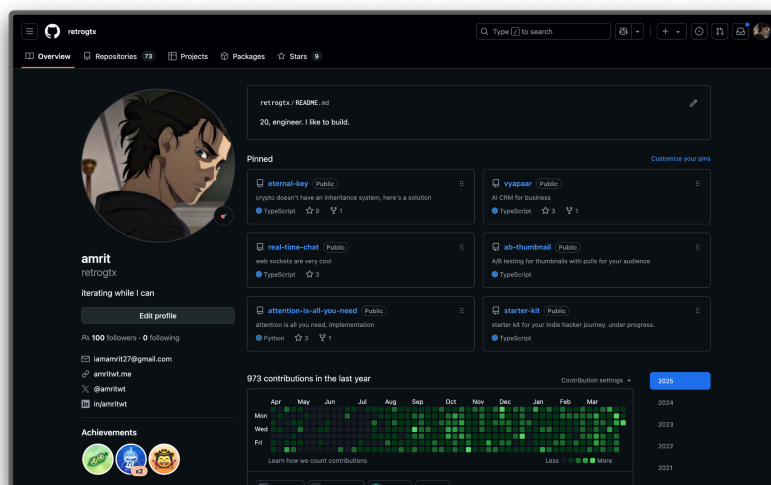 retrogtx
Type / to search
Overview
Repositories 73
Projects
Packages
Stars 9
retrogtx / README.md
20, engineer. I like to build.
Pinned
Customize your pins
eternal-key Public
crypto doesn't have an inheritance system, here's a solution
TypeScript 9 1
vyapaar Public
AI CRM for business
TypeScript 3 1
real-time-chat Public
web sockets are very cool
TypeScript 3
ab-thumbnail Public
A/B testing for thumbnails with polls for your audience
TypeScript
attention-is-all-you-need Public
attention is all you need, implementation
Python 3 1
starter-kit Public
starter kit for your indie hacker journey. under progress.
TypeScript
amrit
retrogtx
iterating while I can
Edit profile
100 followers · 0 following
iamamrit27@gmail.com
amritwt.me
@amritwt
in/amritwt
Achievements
x2
973 contributions in the last year
Contribution settings
2025
2024
2023
2022
2021
Apr May Jun Jul Aug Sep Oct Nov Dec Jan Feb Mar
Mon
Wed
Fri
Learn how we count contributions
Less More